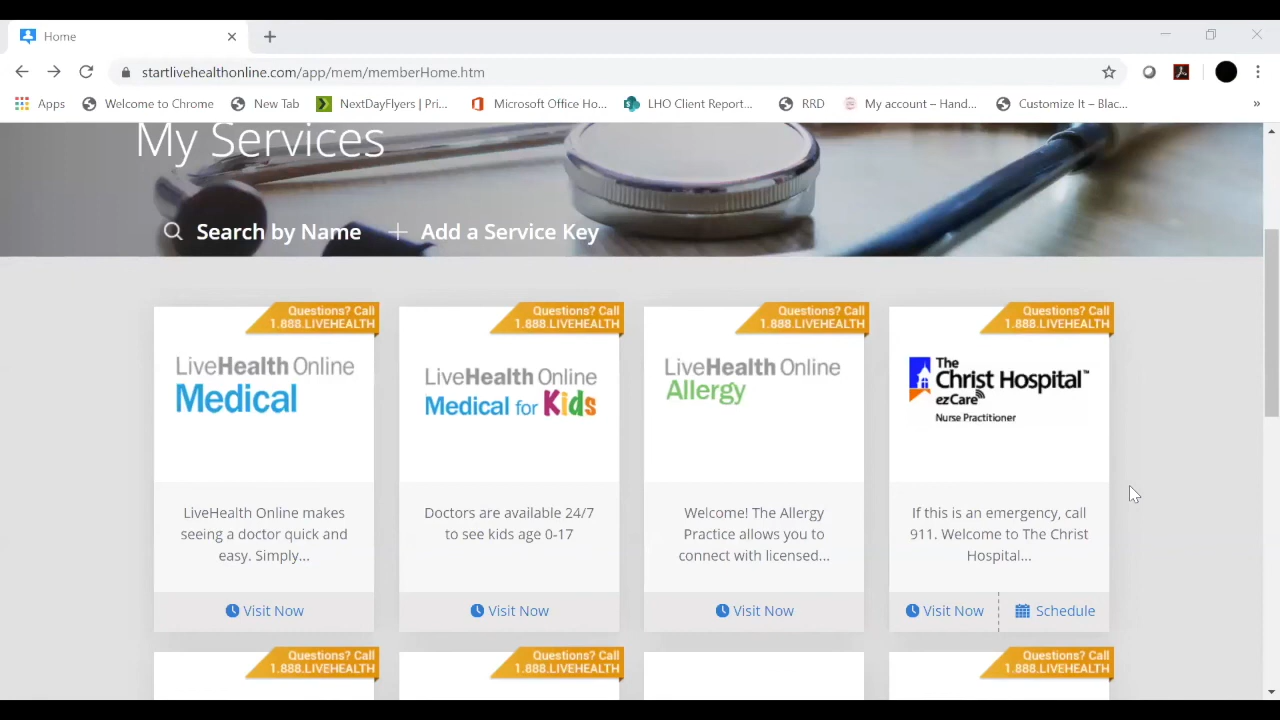 Home
startlivehealthonline.com/app/mem/memberHome.htm
Apps Welcome to Chrome New Tab NextDayFlyers | Pri... Microsoft Office Ho... LHO Client Report... RRD My account – Hand... Customize It – Blac... »
My Services
Search by Name Add a Service Key
Questions? Call
1.888.LIVEHEALTH
LiveHealth Online
Medical
LiveHealth Online makes
seeing a doctor quick and
easy. Simply...
Visit Now
Questions? Call
1.888.LIVEHEALTH
LiveHealth Online
Medical for Kids
Doctors are available 24/7
to see kids age 0-17
Visit Now
Questions? Call
1.888.LIVEHEALTH
LiveHealth Online
Allergy
Welcome! The Allergy
Practice allows you to
connect with licensed...
Visit Now
Questions? Call
1.888.LIVEHEALTH
The
Christ Hospital™
ezCare
Nurse Practitioner
If this is an emergency, call
911. Welcome to The Christ
Hospital...
Visit Now Schedule
Questions? Call
1.888.LIVEHEALTH
Questions? Call
1.888.LIVEHEALTH
Questions? Call
1.888.LIVEHEALTH